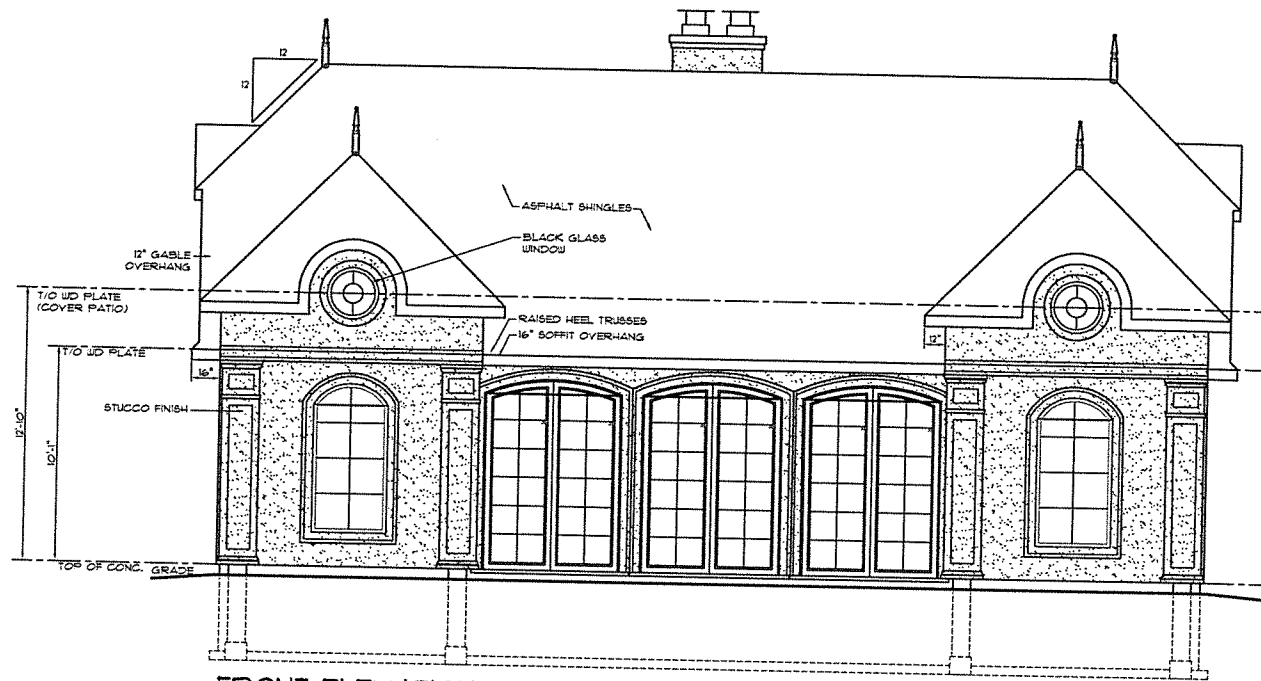 12
12
ASPHALT SHINGLES
BLACK GLASS
WINDOW
12" GABLE
OVERHANG
T/O WD PLATE
(COVER PATIO)
RAISED HEEL TRUSSES
16" SOFFIT OVERHANG
12"
T/O WD PLATE
16"
STUCCO FINISH
12'-10"
10'-1"
TOP OF CONC. GRADE